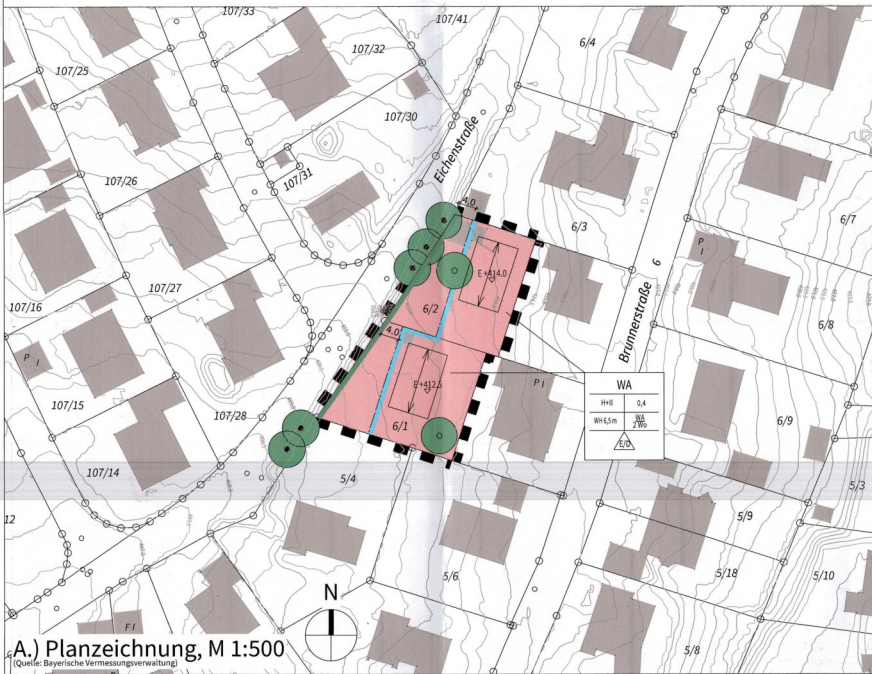 107/33
107/41
107/25
107/32
6/4
107/30
Eichenstraße
107/31
107/26
4.0
6/3
6/7
P
I
E +414.0
107/27
6
107/16
6/2
Brunnerstraße
6/8
4.0
P
I
P I
WA
E +412.5
H+II
0,4
107/15
WH 6,5 m
WA
2 Wo
107/28
6/1
6/9
E/D
107/14
5/4
5/3
12
5/9
5/6
5/18
5/10
N
F I
A.) Planzeichnung, M 1:500
(Quelle: Bayerische Vermessungsverwaltung)
5/8